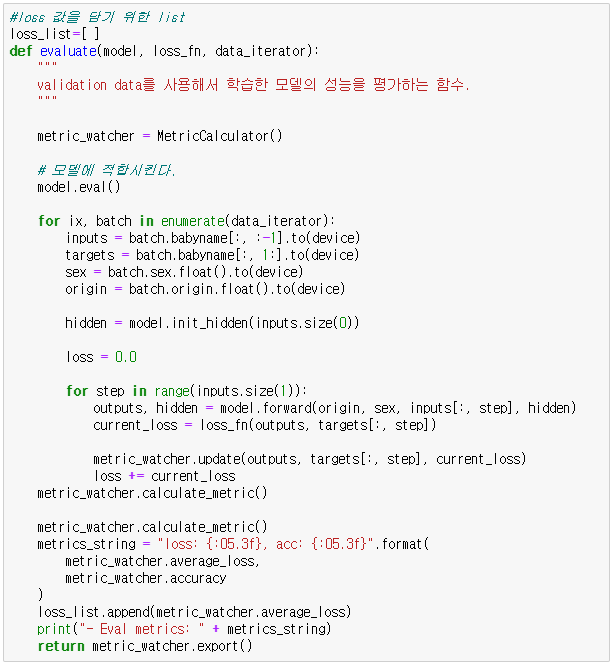 #loss 값을 담기 위한 list
loss_list=[ ]
def evaluate(model, loss_fn, data_iterator):
    """
    validation data를 사용해서 학습한 모델의 성능을 평가하는 함수.
    """
    metric_watcher = MetricCalculator()
    # 모델에 적합시킨다.
    model.eval()
    for ix, batch in enumerate(data_iterator):
        inputs = batch.babyname[:, :-1].to(device)
        targets = batch.babyname[:, 1:].to(device)
        sex = batch.sex.float().to(device)
        origin = batch.origin.float().to(device)
        hidden = model.init_hidden(inputs.size(0))
        loss = 0.0
        for step in range(inputs.size(1)):
            outputs, hidden = model.forward(origin, sex, inputs[:, step], hidden)
            current_loss = loss_fn(outputs, targets[:, step])
            metric_watcher.update(outputs, targets[:, step], current_loss)
            loss += current_loss
    metric_watcher.calculate_metric()
    metric_watcher.calculate_metric()
    metrics_string = "loss: {:05.3f}, acc: {:05.3f}".format(
        metric_watcher.average_loss,
        metric_watcher.accuracy
    )
    loss_list.append(metric_watcher.average_loss)
    print("- Eval metrics: " + metrics_string)
    return metric_watcher.export()